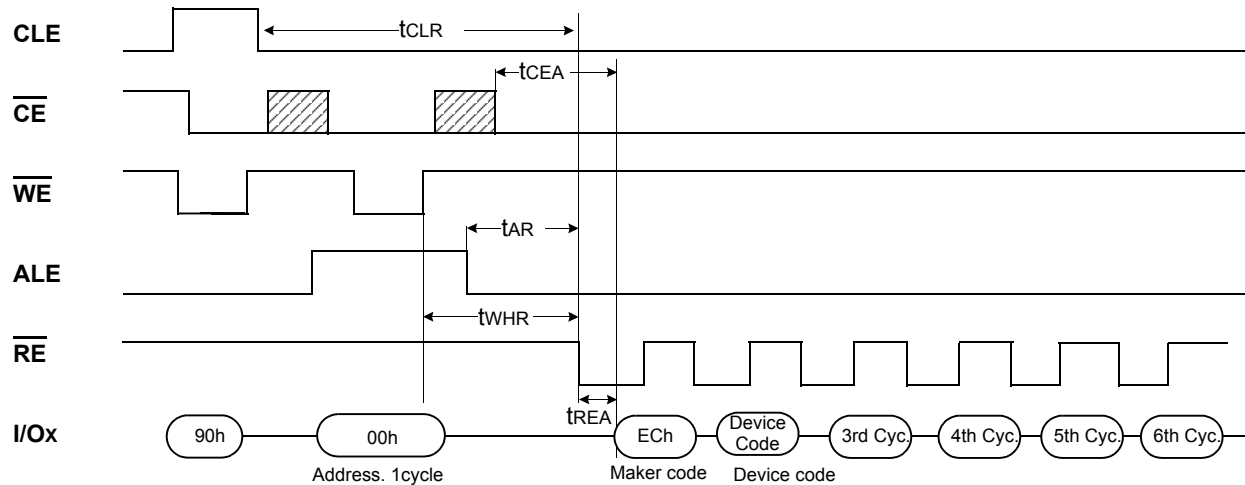 CLE
tCLR
tCEA
CE
WE
tAR
ALE
tWHR
RE
tREA
I/Ox
90h
00h
ECh
Device
Code
3rd Cyc.
4th Cyc.
5th Cyc.
6th Cyc.
Address. 1cycle
Maker code
Device code